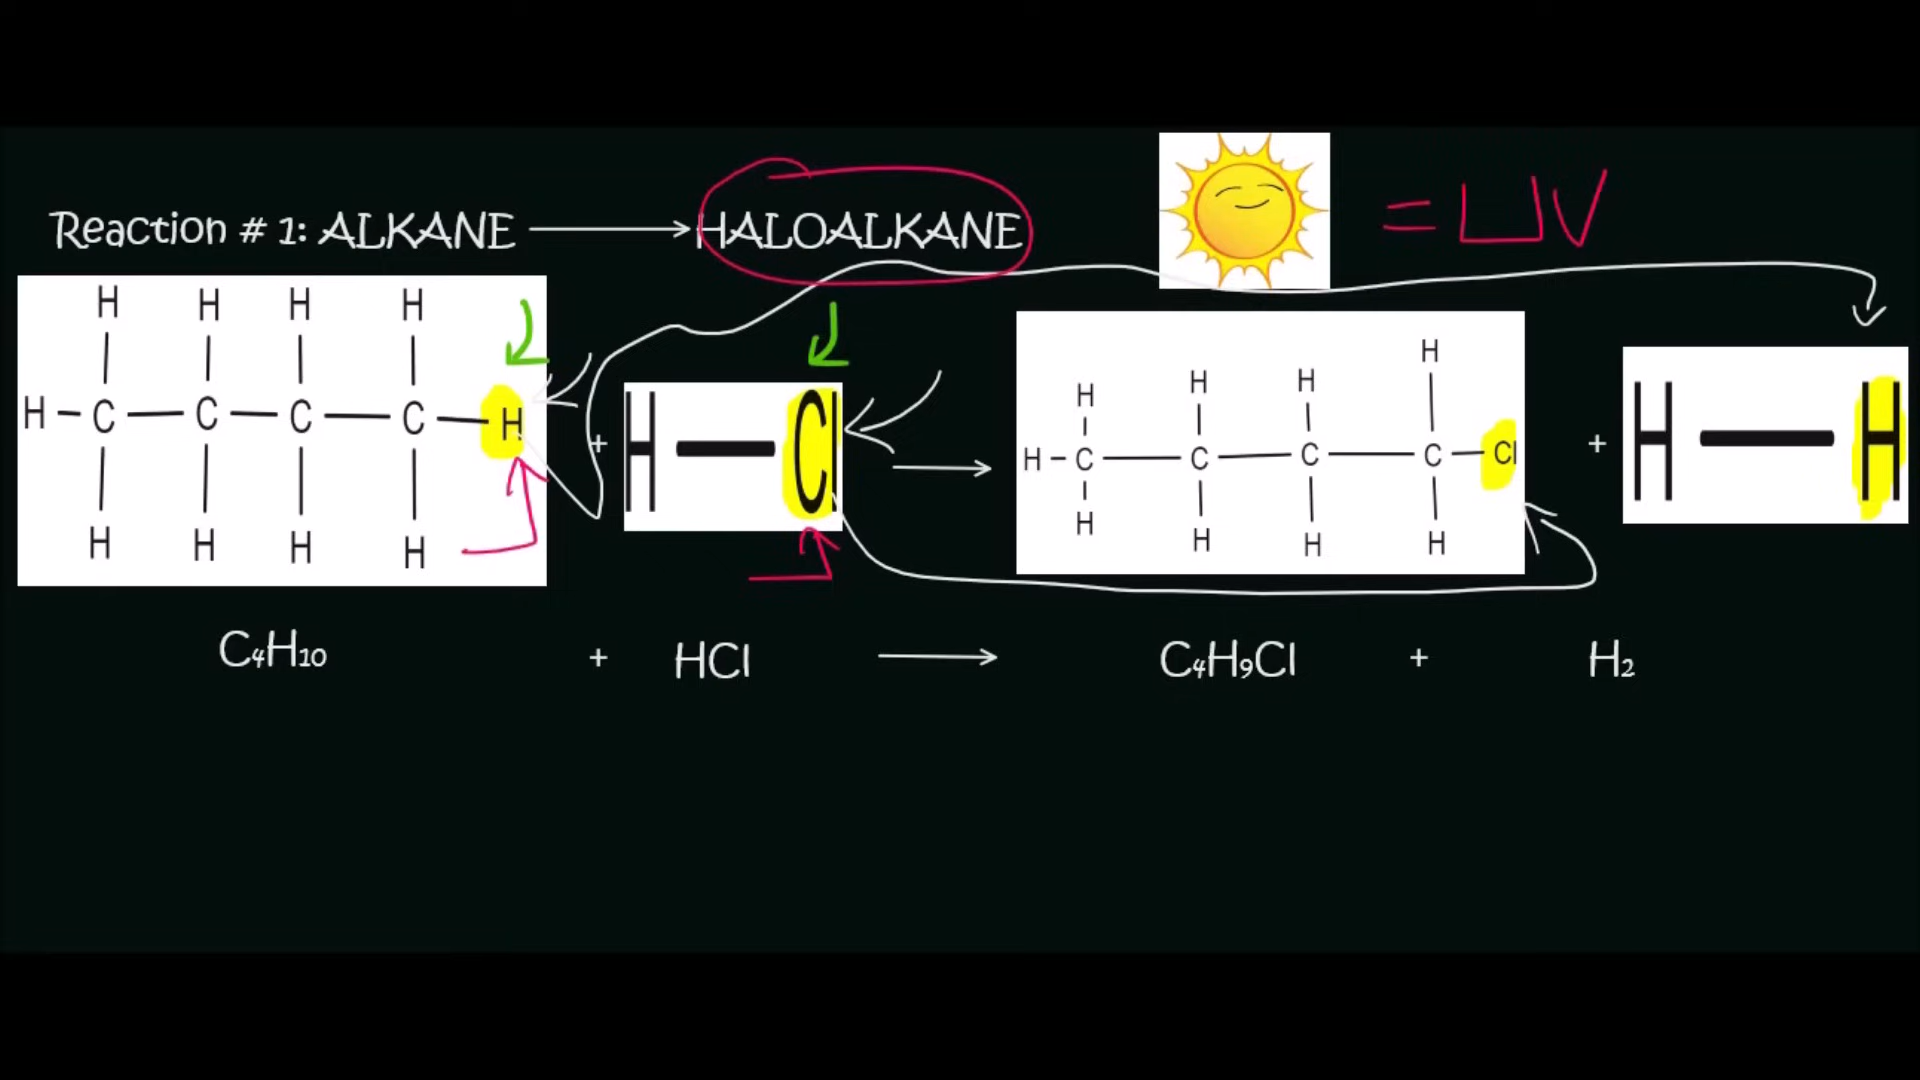 Reaction # 1: ALKANE → HALOALKANE = UV
H H H H
H - C - C - C - C - H + H - Cl → H - C - C - C - C - Cl + H - H
H H H H
H H H H
H H H H
C₄H₁₀ + HCl → C₄H₉Cl + H₂